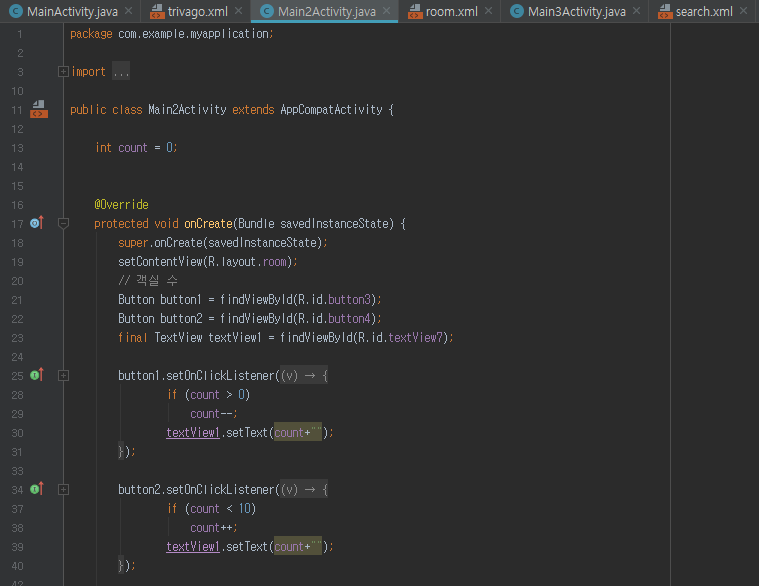 MainActivity.java × trivago.xml × Main2Activity.java × room.xml × Main3Activity.java × search.xml ×
1 package com.example.myapplication;
2
3 import ...
10
11 public class Main2Activity extends AppCompatActivity {
12
13 int count = 0;
14
15
16 @Override
17 protected void onCreate(Bundle savedInstanceState) {
18 super.onCreate(savedInstanceState);
19 setContentView(R.layout.room);
20 // 객실 수
21 Button button1 = findViewById(R.id.button3);
22 Button button2 = findViewById(R.id.button4);
23 final TextView textView1 = findViewById(R.id.textView7);
24
25 button1.setOnClickListener((v) → {
28 if (count > 0)
29 count--;
30 textView1.setText(count+"");
31 });
33
34 button2.setOnClickListener((v) → {
37 if (count < 10)
38 count++;
39 textView1.setText(count+"");
40 });
42